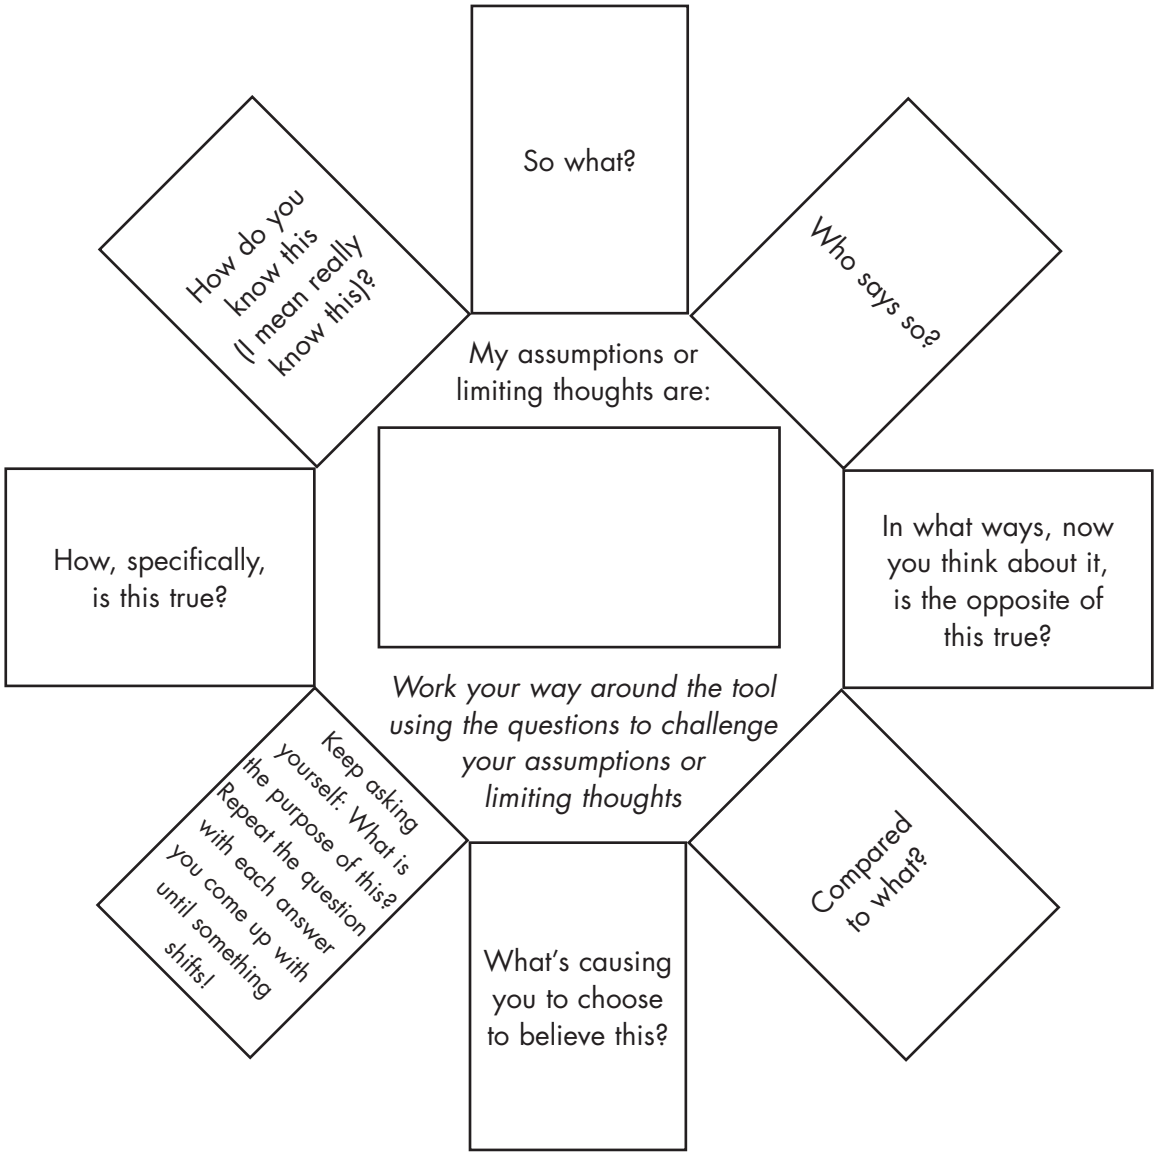 So what?
Who says so?
In what ways, now
you think about it,
is the opposite of
this true?
Compared
to what?
What's causing
you to choose
to believe this?
Keep asking
yourself: What is
the purpose of this?
Repeat the question
with each answer
you come up with
until something
shifts!
How, specifically,
is this true?
How do you
know this
(I mean really
know this)?
My assumptions or
limiting thoughts are:
Work your way around the tool
using the questions to challenge
your assumptions or
limiting thoughts